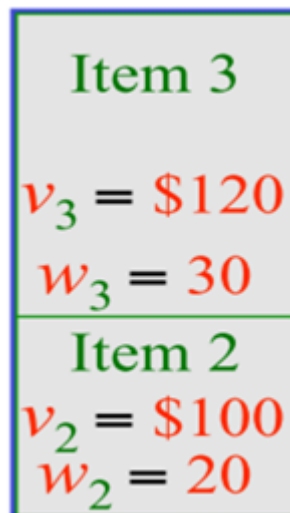 Item 3
v₃ = $120
w₃ = 30
Item 2
v₂ = $100
w₂ = 20